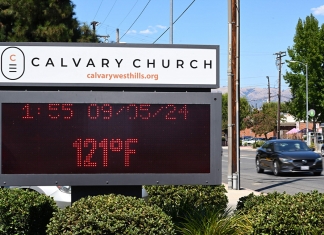 CALVARY CHURCH
calvarywesthills.org
1:55 09/05/24
121°F